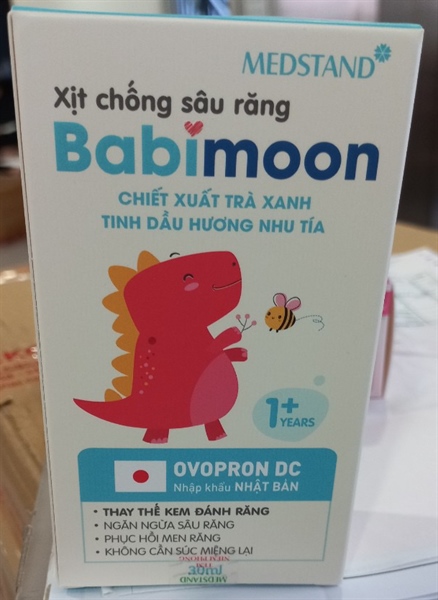 MEDSTAND
Xịt chống sâu răng
Babimoon
CHIẾT XUẤT TRÀ XANH
TINH DẦU HƯƠNG NHU TÍA
1+
YEARS
OVOPRON DC
Nhập khẩu NHẬT BẢN
• THAY THẾ KEM ĐÁNH RĂNG
• NGĂN NGỪA SÂU RĂNG
• PHỤC HỒI MEN RĂNG
• KHÔNG CẦN SÚC MIỆNG LẠI
30ml